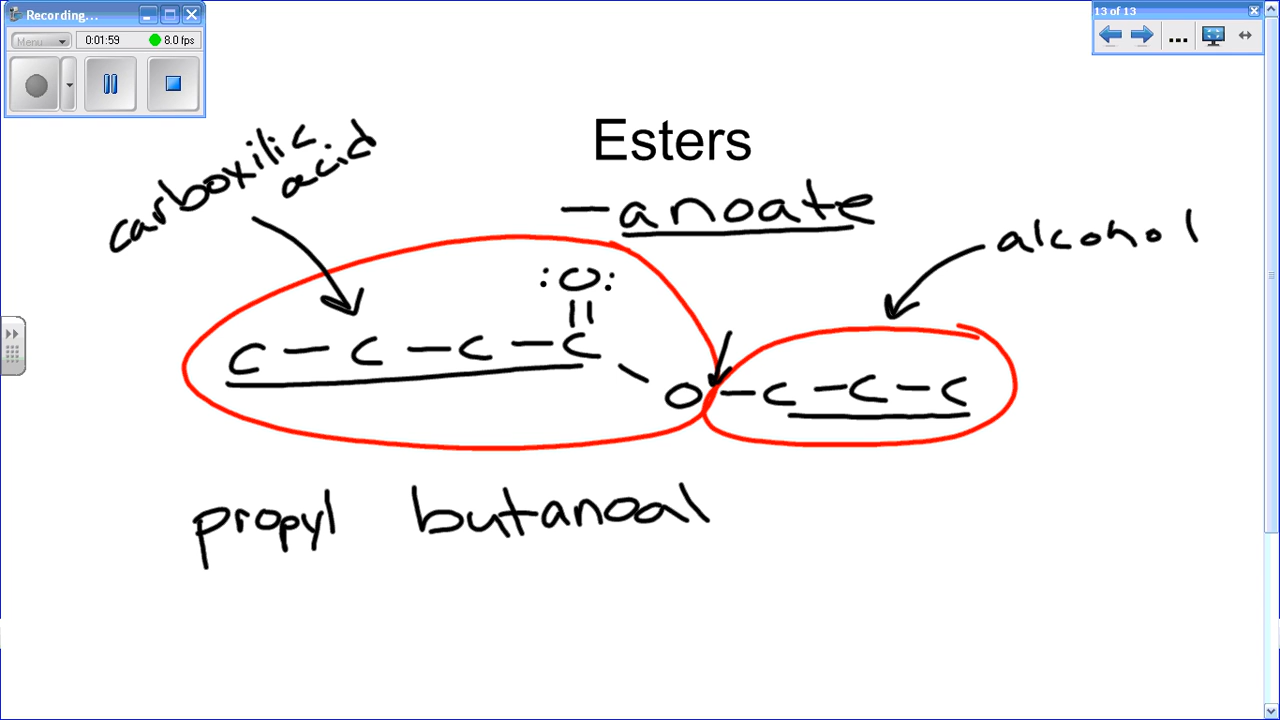 Recording...
13 of 13
Menu
0:01:59
8.0 fps
...
Esters
carboxilic
acid
-anoate
alcohol
:O:
||
C - C - C - C
\ O - C - C - C
propyl butanoal